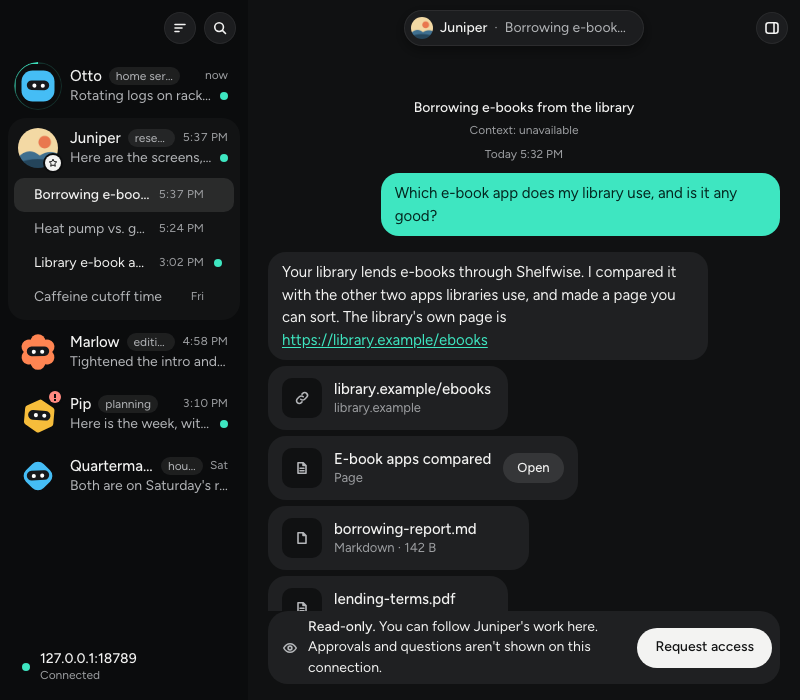 Otto home ser... now
Rotating logs on rack...
Juniper rese... 5:37 PM
Here are the screens,...
Borrowing e-boo... 5:37 PM
Heat pump vs. g... 5:24 PM
Library e-book a... 3:02 PM
Caffeine cutoff time Fri
Marlow editi... 4:58 PM
Tightened the intro and...
Pip planning 3:10 PM
Here is the week, wit...
Quarterma... hou... Sat
Both are on Saturday's r...
127.0.0.1:18789
Connected
Juniper · Borrowing e-book...
Borrowing e-books from the library
Context: unavailable
Today 5:32 PM
Which e-book app does my library use, and is it any
good?
Your library lends e-books through Shelfwise. I compared it
with the other two apps libraries use, and made a page you
can sort. The library's own page is
https://library.example/ebooks
library.example/ebooks
library.example
E-book apps compared
Page
Open
borrowing-report.md
Markdown · 142 B
lending-terms.pdf
Read-only. You can follow Juniper's work here.
Approvals and questions aren't shown on this
connection.
Request access